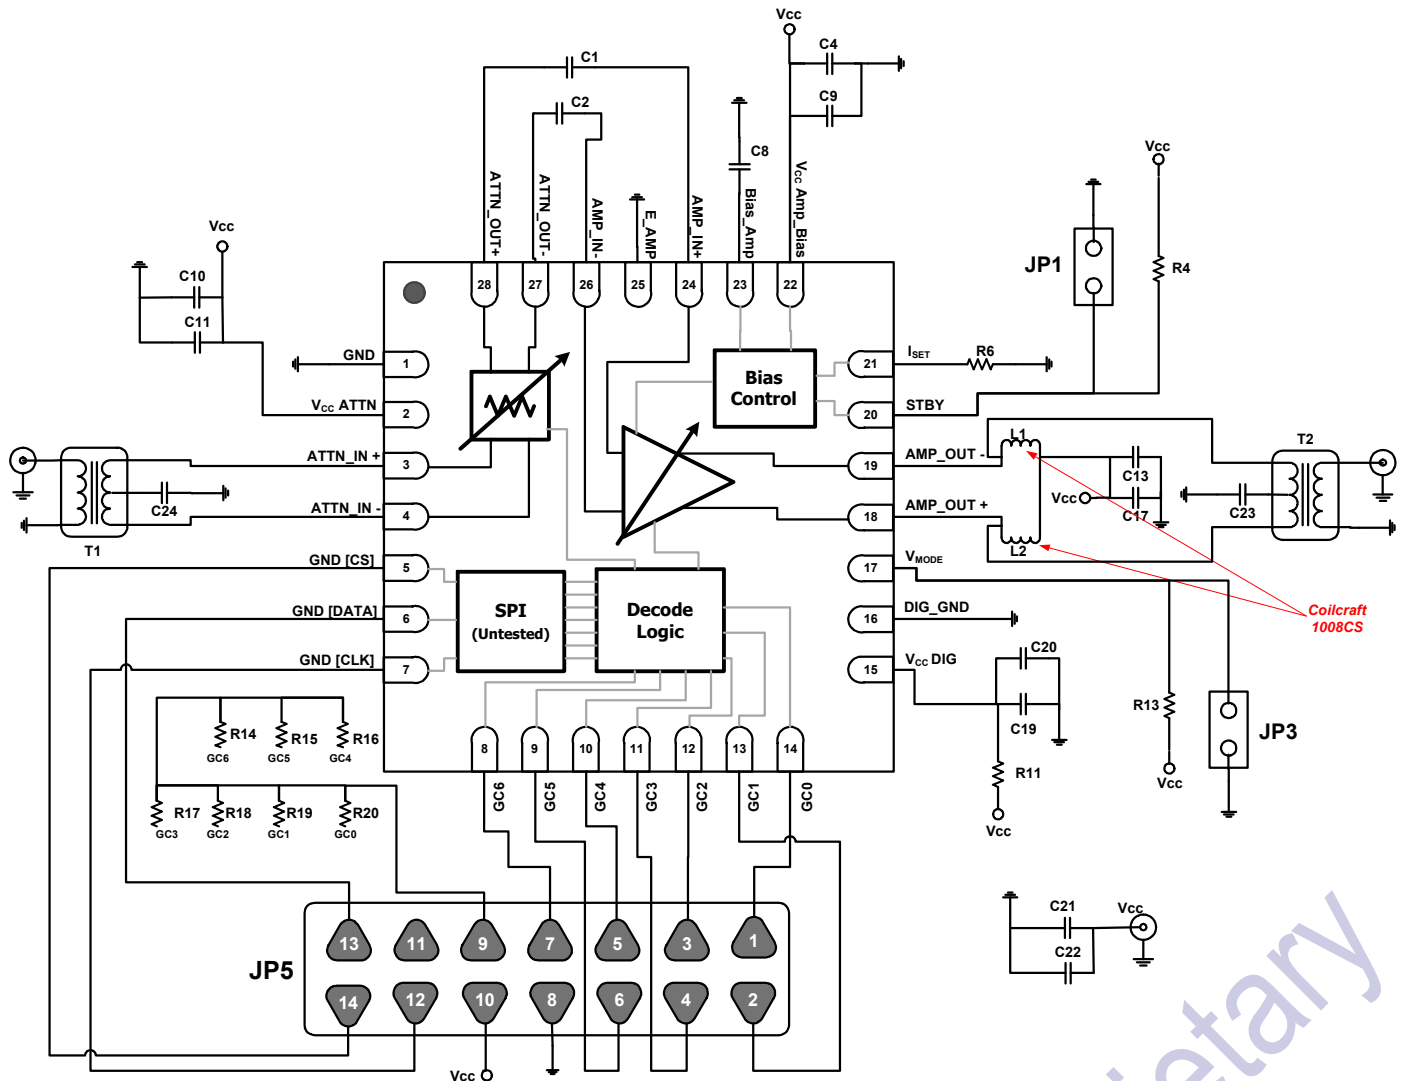 Vcc
C4
C1
C9
C2
C8
Vcc
ATTN_OUT+
ATTN_OUT-
AMP_IN-
E_AMP
AMP_IN+
Bias_Amp
VCC Amp_Bias
Vcc
JP1
R4
C10
C11
28
27
26
25
24
23
22
GND
1
Bias
Control
21
ISET
R6
VCC ATTN
2
20
STBY
ATTN_IN +
3
19
AMP_OUT -
L1
T2
C13
C24
Vcc
C17
C23
ATTN_IN -
4
18
AMP_OUT +
T1
L2
GND [CS]
5
17
VMODE
SPI
(Untested)
Decode
Logic
GND [DATA]
6
16
DIG_GND
Coilcraft
1008CS
GND [CLK]
7
15
VCC DIG
C20
C19
R13
JP3
R14
R15
R16
GC6
GC5
GC4
8
9
10
11
12
13
14
R11
Vcc
Vcc
R17
R18
R19
R20
GC3
GC2
GC1
GC0
GC6
GC5
GC4
GC3
GC2
GC1
GC0
JP5
13
11
9
7
5
3
1
14
12
10
8
6
4
2
Vcc
C21
Vcc
C22
etary